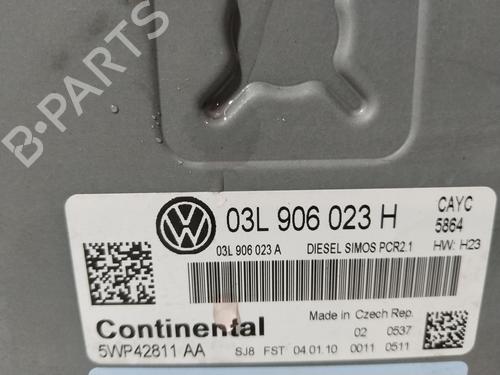 B-PARTS
03L 906 023 H
CAYC
5864
03L 906 023 A DIESEL SIMOS PCR2.1 HW: H23
Continental
Made in Czech Rep.
02 0537
5WP42811 AA SJ8 FST 04.01.10 0011 0511